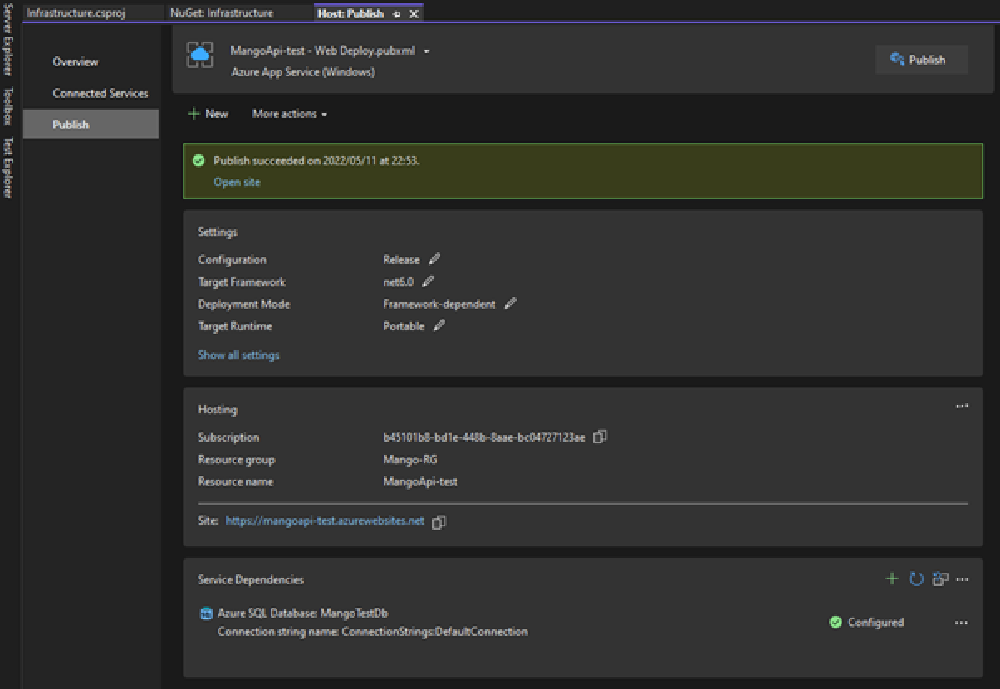 Infrastructure.csproj NuGet: Infrastructure Host: Publish
Server Explorer
Toolbox
Test Explorer
Overview
Connected Services
Publish
MangoApi-test - Web Deploy.pubxml
Azure App Service (Windows)
Publish
New More actions
Publish succeeded on 2022/05/11 at 22:53.
Open site
Settings
Configuration Release
Target Framework net6.0
Deployment Mode Framework-dependent
Target Runtime Portable
Show all settings
Hosting
Subscription b45101b8-bd1e-448b-8aae-bc04727123ae
Resource group Mango-RG
Resource name MangoApi-test
Site: https://mangoapi-test.azurewebsites.net
Service Dependencies
Azure SQL Database: MangoTestDb
Connection string name: ConnectionStrings:DefaultConnection
Configured